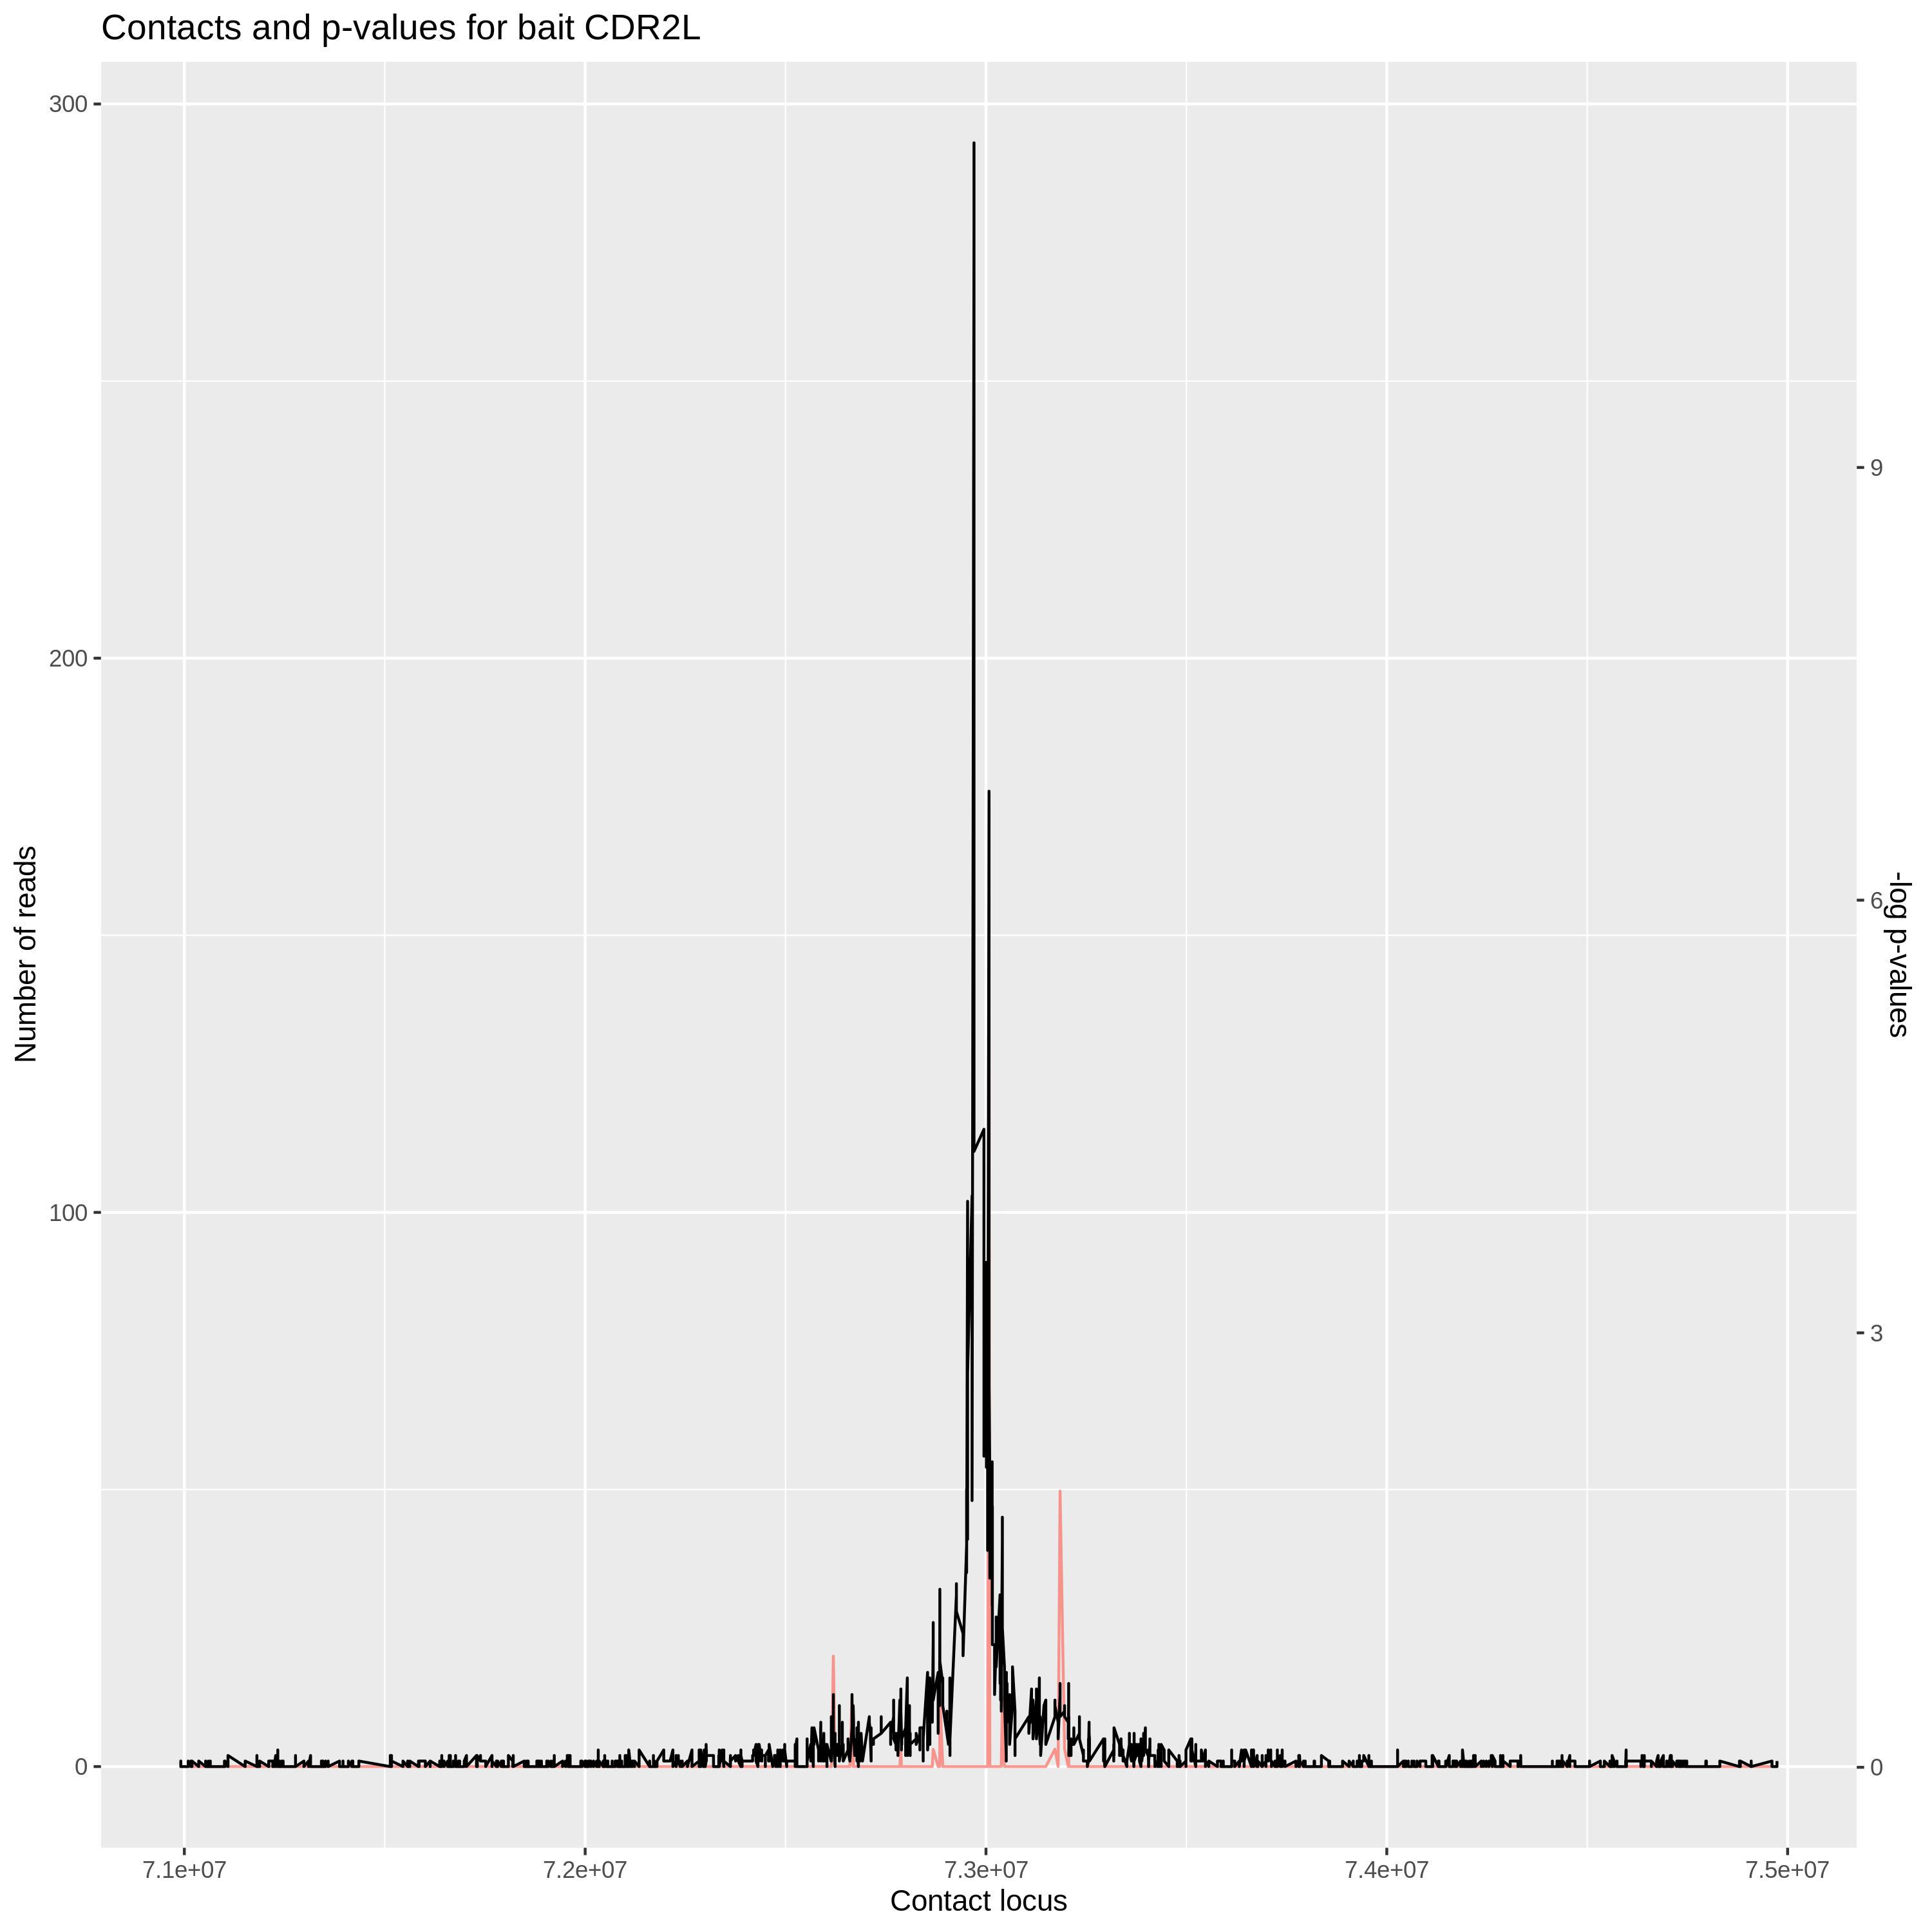 Contacts and p-values for bait CDR2L
300
200
100
0
Number of reads
9
6
3
0
-log p-values
7.1e+07
7.2e+07
7.3e+07
7.4e+07
7.5e+07
Contact locus